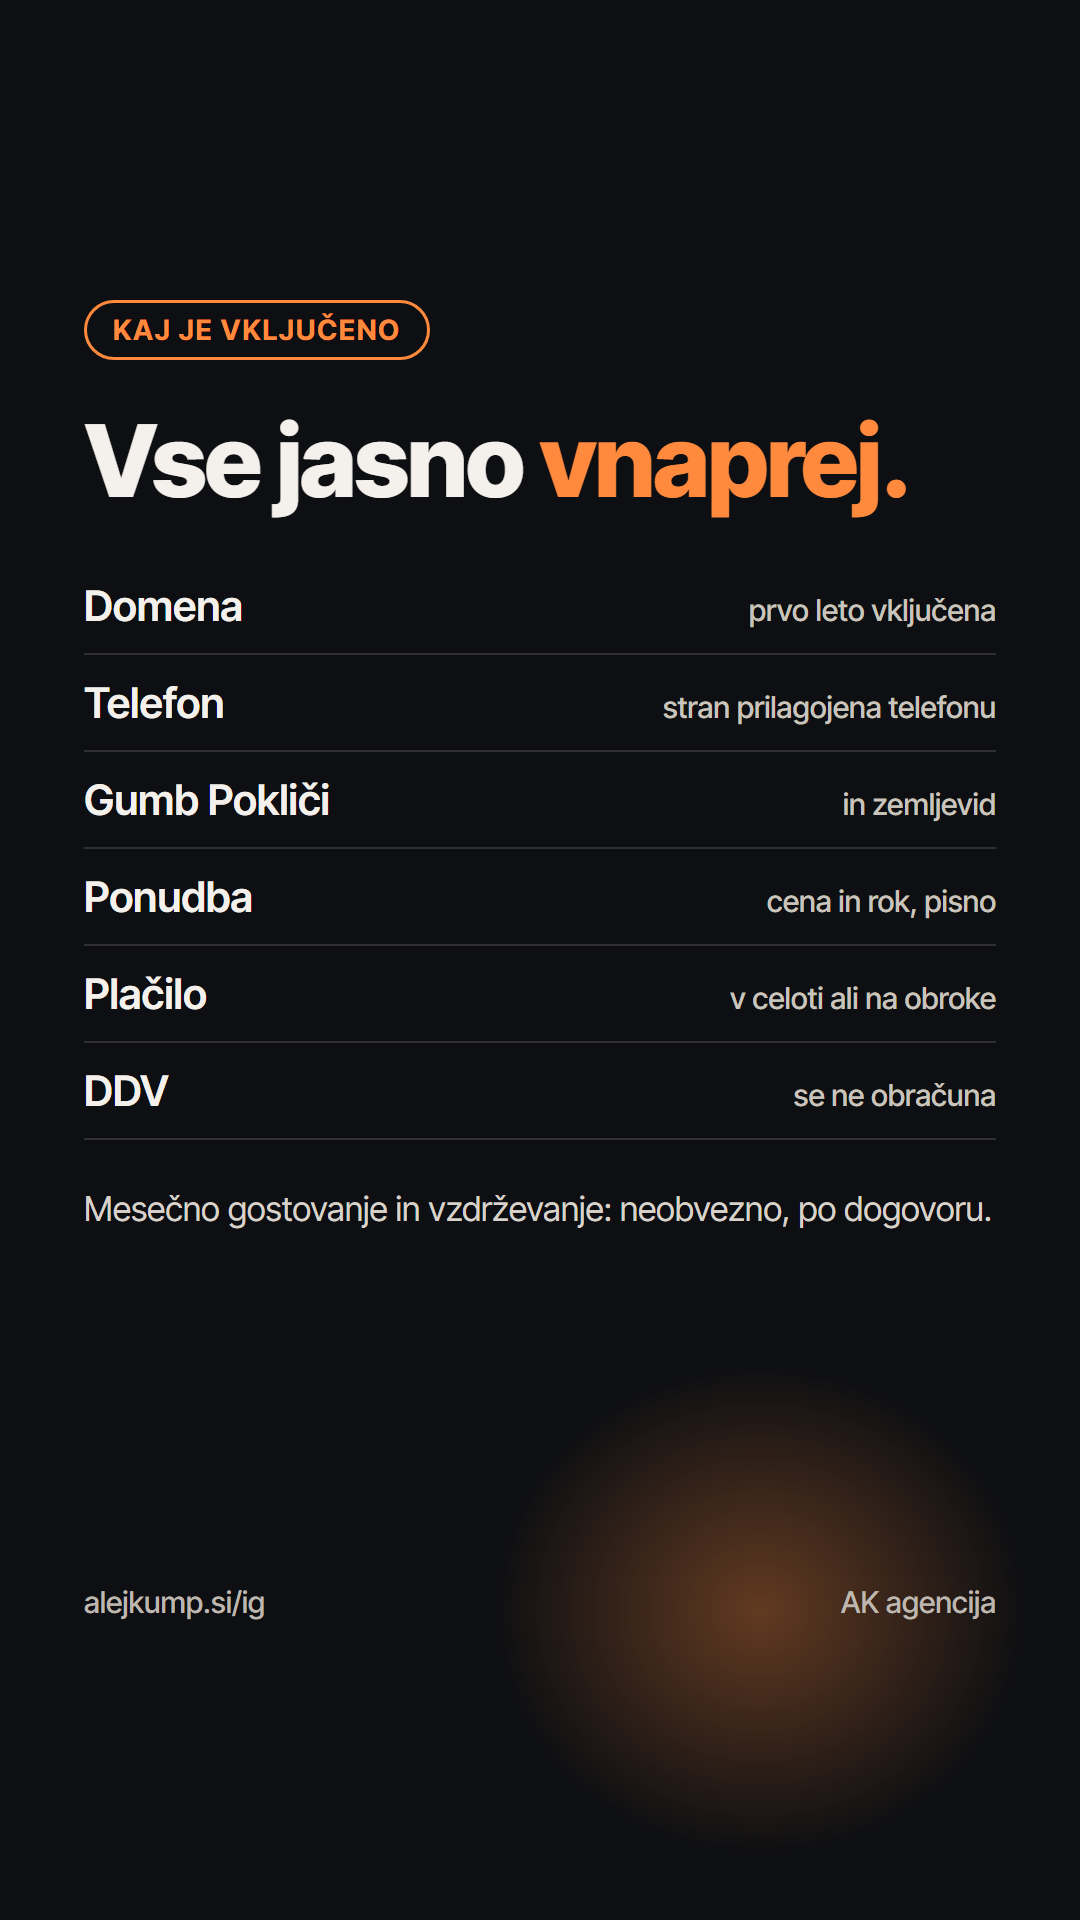 KAJ JE VKLJUČENO
Vse jasno vnaprej.
Domena prvo leto vključena
Telefon stran prilagojena telefonu
Gumb Pokliči in zemljevid
Ponudba cena in rok, pisno
Plačilo v celoti ali na obroke
DDV se ne obračuna
Mesečno gostovanje in vzdrževanje: neobvezno, po dogovoru.
alejkump.si/ig AK agencija